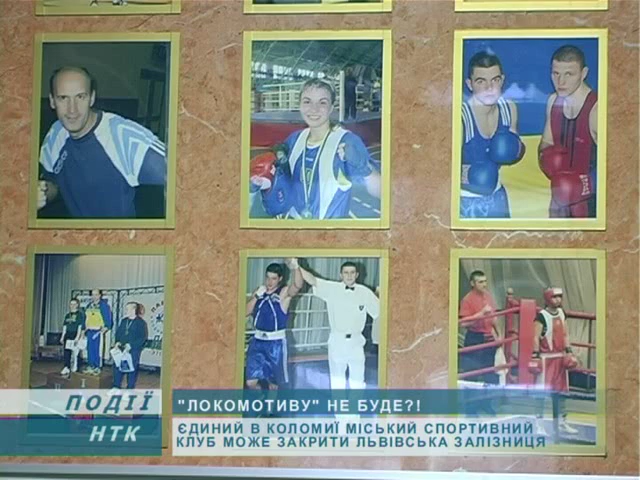 ПОДІЇ
НТК
"ЛОКОМОТИВУ" НЕ БУДЕ?!
ЄДИНИЙ В КОЛОМИЇ МІСЬКИЙ СПОРТИВНИЙ
КЛУБ МОЖЕ ЗАКРИТИ ЛЬВІВСЬКА ЗАЛІЗНИЦЯ